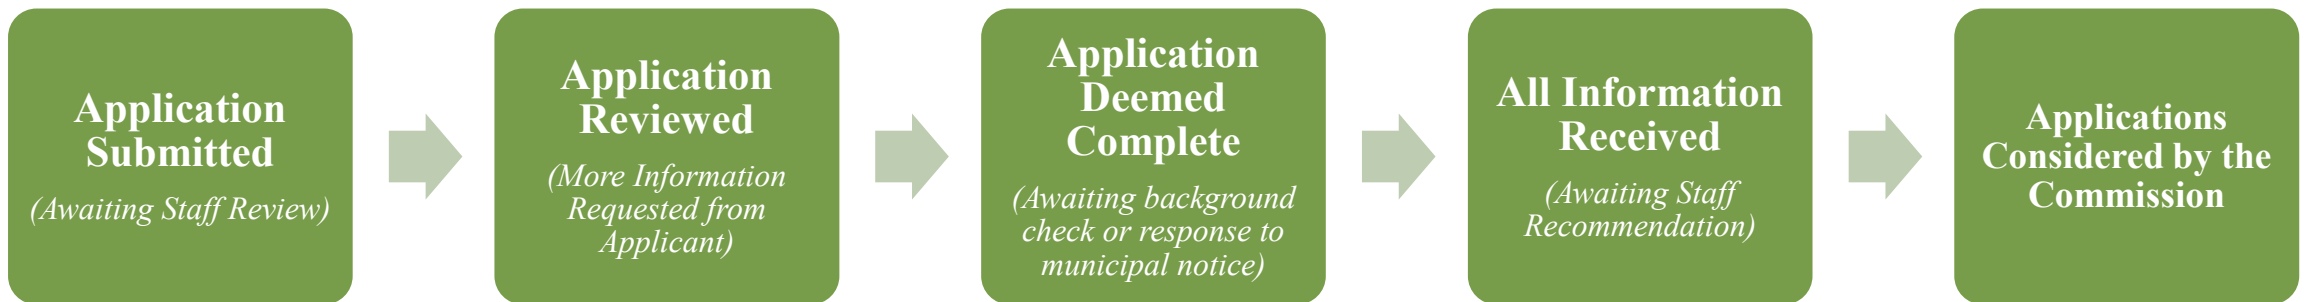 Application
Submitted
(Awaiting Staff Review)
Application
Reviewed
(More Information
Requested from
Applicant)
Application
Deemed
Complete
(Awaiting background
check or response to
municipal notice)
All Information
Received
(Awaiting Staff
Recommendation)
Applications
Considered by the
Commission